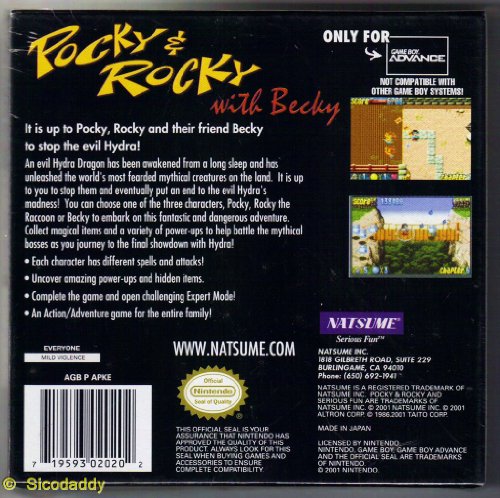 POCKY & ROCKY
with Becky
ONLY FOR
GAME BOY
ADVANCE
NOT COMPATIBLE WITH
OTHER GAME BOY SYSTEMS!
It is up to Pocky, Rocky and their friend Becky
to stop the evil Hydra!
An evil Hydra Dragon has been awakened from a long sleep and has
unleashed the world's most fearded mythical creatures on the land. It is up
to you to stop them and eventually put an end to the evil Hydra's
madness! You can choose one of the three characters, Pocky, Rocky the
Raccoon or Becky to embark on this fantastic and dangerous adventure.
Collect magical items and a variety of power-ups to help battle the mythical
bosses as you journey to the final showdown with Hydra!
• Each character has different spells and attacks!
• Uncover amazing power-ups and hidden items.
• Complete the game and open challenging Expert Mode!
• An Action/Adventure game for the entire family!
score
score
chapter
NATSUME
Serious Fun™
EVERYONE
MILD VIOLENCE
AGB P APKE
WWW.NATSUME.COM
Official
Nintendo
Seal of Quality
THIS OFFICIAL SEAL IS YOUR
ASSURANCE THAT NINTENDO
HAS APPROVED THE QUALITY OF THIS
PRODUCT. ALWAYS LOOK FOR THIS
SEAL WHEN BUYING GAMES AND
ACCESSORIES TO ENSURE
COMPLETE COMPATIBILITY.
NATSUME INC.
1818 GILBRETH ROAD, SUITE 229
BURLINGAME, CA 94010
Phone: (650) 692-1941
NATSUME IS A REGISTERED TRADEMARK OF
NATSUME INC. POCKY AND ROCKY AND
SERIOUS FUN ARE TRADEMARKS OF
NATSUME INC. © 2001 NATSUME INC. © 2001
ALTRON CORP. © 1986,2001 TAITO CORP.
MADE IN JAPAN
LICENSED BY NINTENDO.
NINTENDO, GAME BOY, GAME BOY ADVANCE
AND THE OFFICIAL SEAL ARE TRADEMARKS
OF NINTENDO.
© 2001 NINTENDO.
7 19593 02020 2
© Sicodaddy